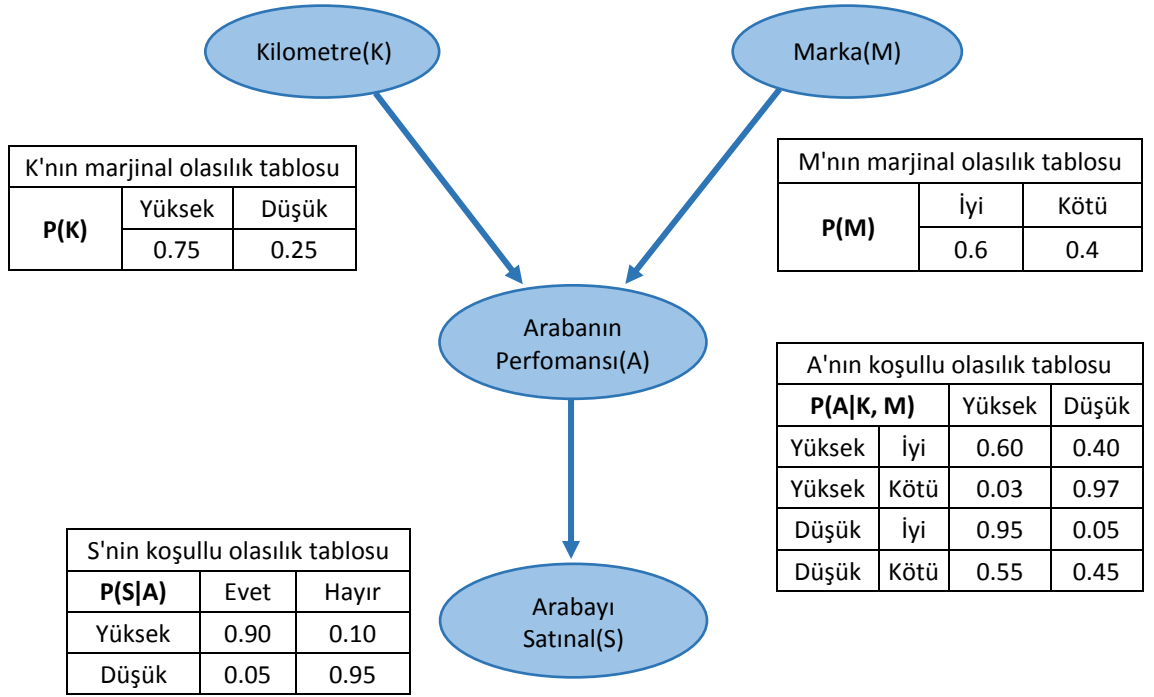 Kilometre(K)
Marka(M)
K'nın marjinal olasılık tablosu
P(K) Yüksek Düşük
0.75 0.25
M'nın marjinal olasılık tablosu
P(M) İyi Kötü
0.6 0.4
Arabanın
Perfomansı(A)
A'nın koşullu olasılık tablosu
P(A|K, M) Yüksek Düşük
Yüksek İyi 0.60 0.40
Yüksek Kötü 0.03 0.97
Düşük İyi 0.95 0.05
Düşük Kötü 0.55 0.45
S'nin koşullu olasılık tablosu
P(S|A) Evet Hayır
Yüksek 0.90 0.10
Düşük 0.05 0.95
Arabayı
Satınal(S)